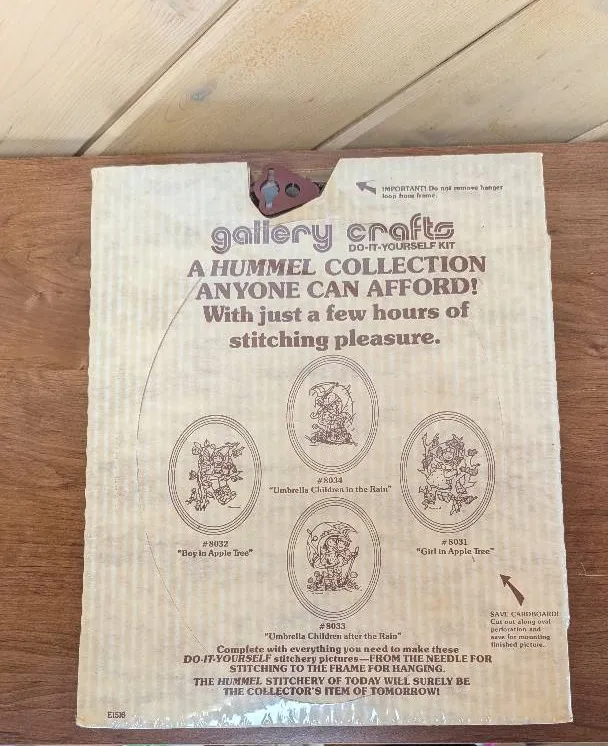 IMPORTANT! Do not remove hanger
loop from frame.
gallery crafts
DO-IT-YOURSELF KIT
A HUMMEL COLLECTION
ANYONE CAN AFFORD!
With just a few hours of
stitching pleasure.
#8034
"Umbrella Children in the Rain"
#8032
"Boy in Apple Tree"
#8031
"Girl in Apple Tree"
#8033
"Umbrella Children after the Rain"
SAVE CARDBOARD!
Cut out along oval
perforation and
save for mounting
finished picture.
Complete with everything you need to make these
DO-IT-YOURSELF stitchery pictures—FROM THE NEEDLE FOR
STITCHING TO THE FRAME FOR HANGING.
THE HUMMEL STITCHERY OF TODAY WILL SURELY BE
THE COLLECTOR'S ITEM OF TOMORROW!